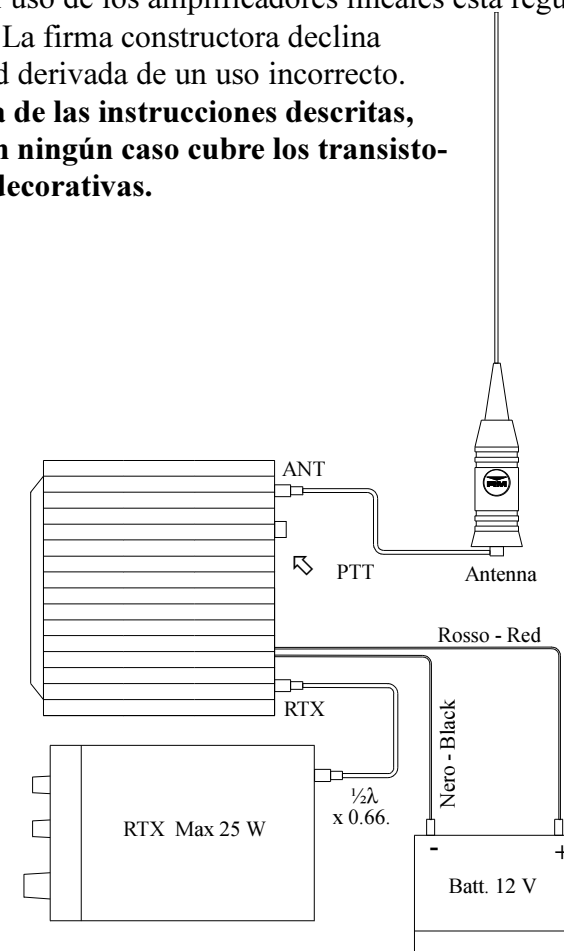 uso de los amplificadores lineales está regu
La firma constructora declina
d derivada de un uso incorrecto.
de las instrucciones descritas,
ningún caso cubre los transisto-
decorativas.
ANT
PTT
Antenna
Rosso - Red
Nero - Black
RTX
½λ
x 0.66.
RTX Max 25 W
- +
Batt. 12 V